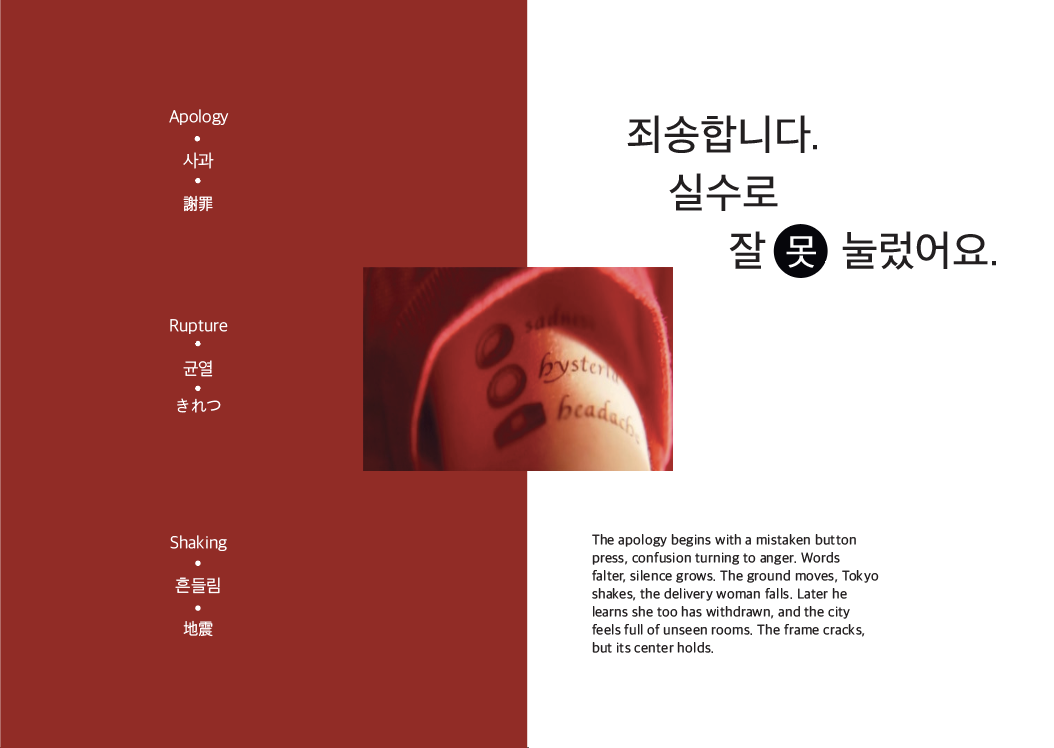 Apology
사과
謝罪
Rupture
균열
きれつ
Shaking
흔들림
地震
죄송합니다.
실수로
잘 못 눌렀어요.
sadness
hysteria
headache
The apology begins with a mistaken button
press, confusion turning to anger. Words
falter, silence grows. The ground moves, Tokyo
shakes, the delivery woman falls. Later he
learns she too has withdrawn, and the city
feels full of unseen rooms. The frame cracks,
but its center holds.